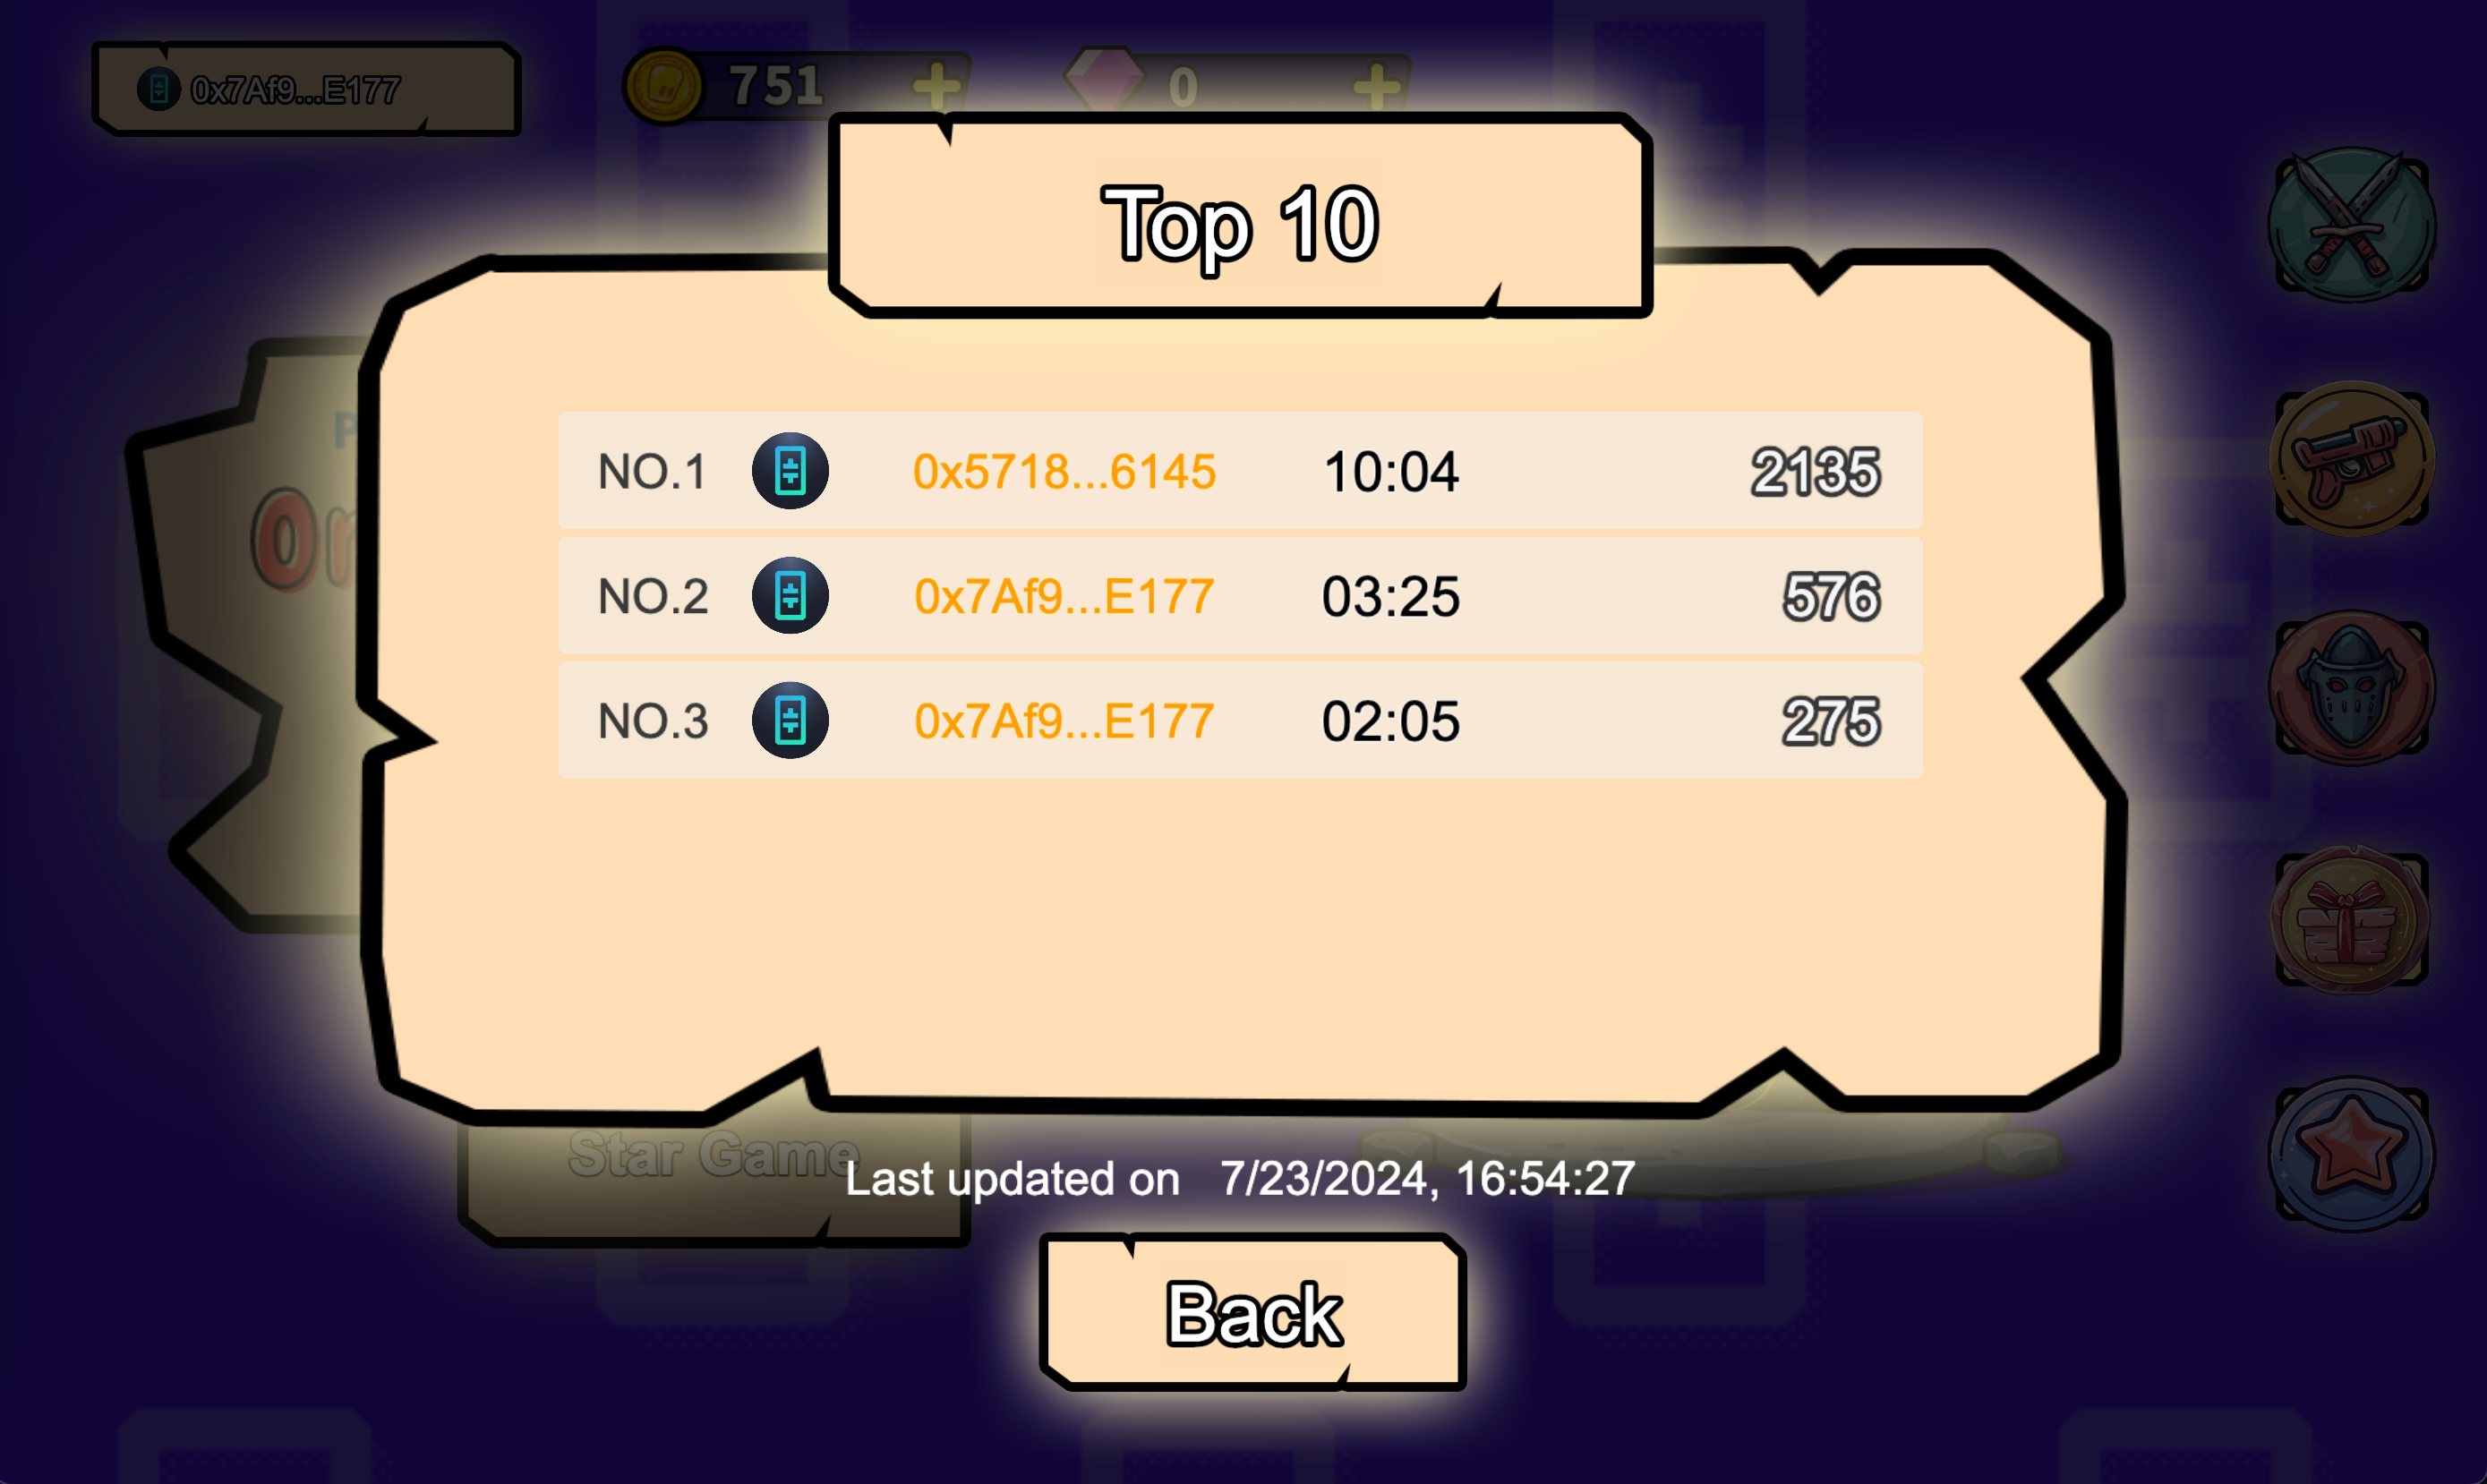 0x7Af9...E177
751
0
Top 10
NO.1 0x5718...6145 10:04 2135
NO.2 0x7Af9...E177 03:25 576
NO.3 0x7Af9...E177 02:05 275
Star Game
Last updated on 7/23/2024, 16:54:27
Back